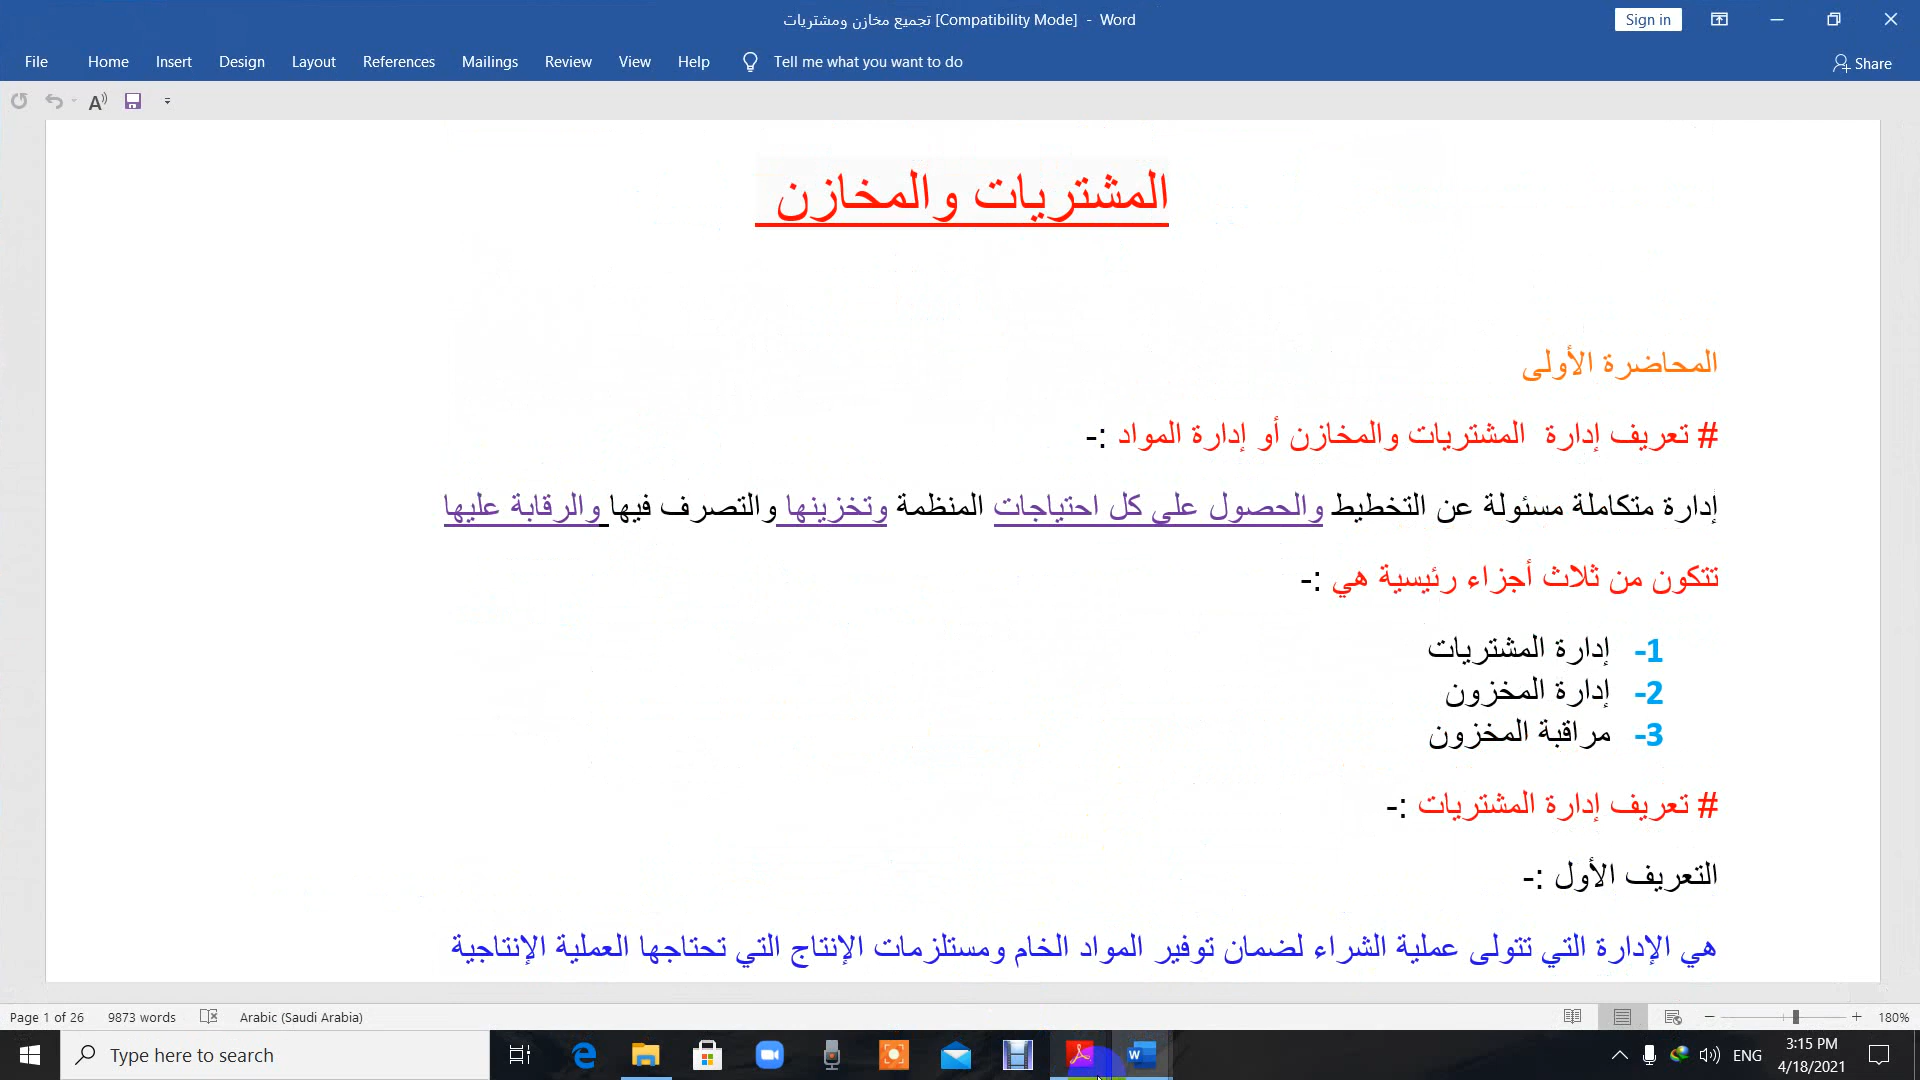 تجميع مخازن ومشتريات [Compatibility Mode] - Word
Sign in
File Home Insert Design Layout References Mailings Review View Help Tell me what you want to do
Share
المشتريات والمخازن
المحاضرة الأولى
# تعريف إدارة المشتريات والمخازن أو إدارة المواد :-
إدارة متكاملة مسئولة عن التخطيط والحصول على كل احتياجات المنظمة وتخزينها والتصرف فيها والرقابة عليها
تتكون من ثلاث أجزاء رئيسية هي :-
1- إدارة المشتريات
2- إدارة المخزون
3- مراقبة المخزون
# تعريف إدارة المشتريات :-
التعريف الأول :-
هي الإدارة التي تتولى عملية الشراء لضمان توفير المواد الخام ومستلزمات الإنتاج التي تحتاجها العملية الإنتاجية
Page 1 of 26 9873 words Arabic (Saudi Arabia) 180%
Type here to search
ENG
3:15 PM
4/18/2021